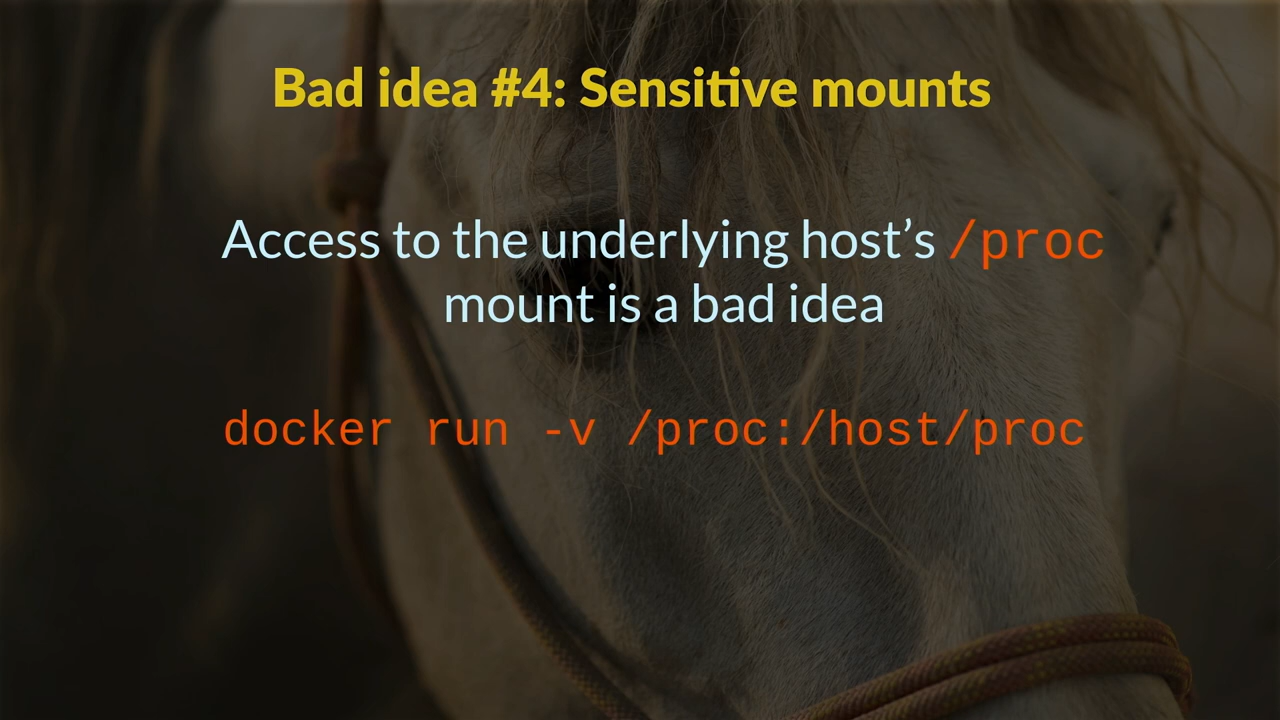 Bad idea #4: Sensitive mounts
Access to the underlying host’s /proc
mount is a bad idea
docker run -v /proc:/host/proc